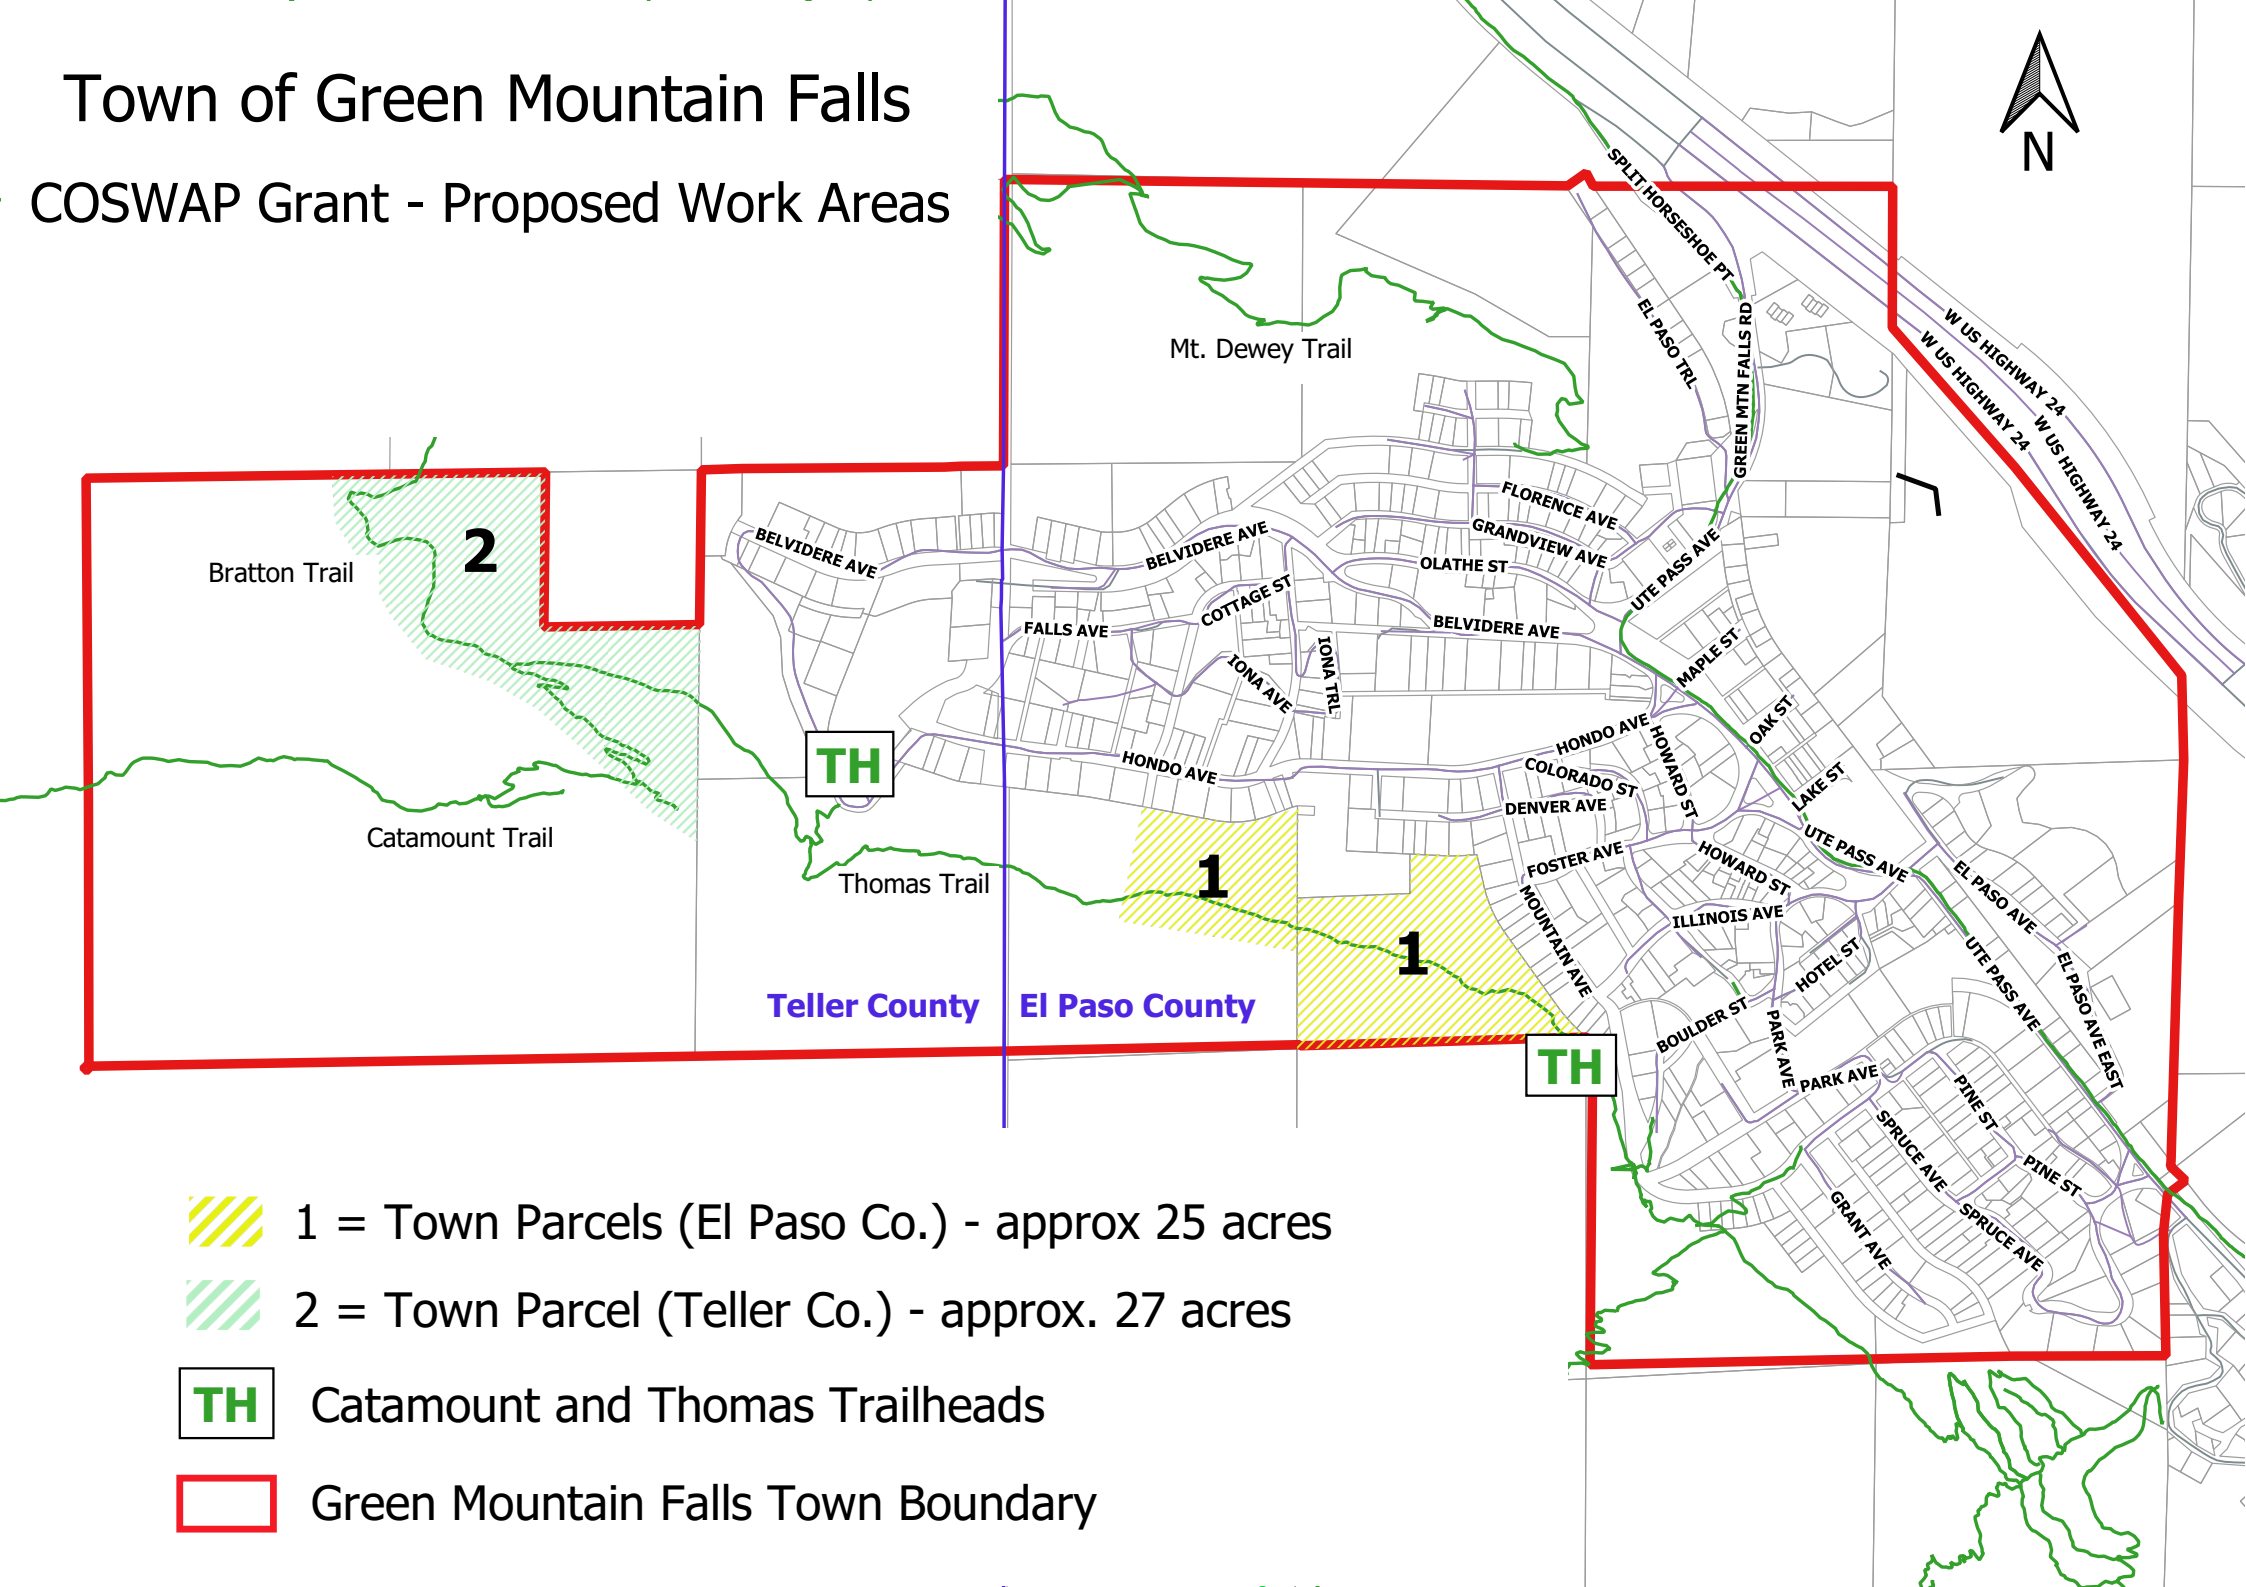 Town of Green Mountain Falls
COSWAP Grant - Proposed Work Areas
N
SPLIT HORSESHOE PT
EL PASO TRL
GREEN MTN FALLS RD
W US HIGHWAY 24
W US HIGHWAY 24
W US HIGHWAY 24
Mt. Dewey Trail
2
Bratton Trail
BELVIDERE AVE
BELVIDERE AVE
FLORENCE AVE
GRANDVIEW AVE
OLATHE ST
UTE PASS AVE
COTTAGE ST
FALLS AVE
BELVIDERE AVE
IONA AVE
IONA TRL
MAPLE ST
OAK ST
TH
HONDO AVE
HONDO AVE
HOWARD ST
COLORADO ST
DENVER AVE
LAKE ST
Catamount Trail
Thomas Trail
1
FOSTER AVE
HOWARD ST
UTE PASS AVE
EL PASO AVE
1
MOUNTAIN AVE
ILLINOIS AVE
HOTEL ST
UTE PASS AVE
EL PASO AVE EAST
Teller County
El Paso County
BOULDER ST
PARK AVE
PARK AVE
TH
PINE ST
SPRUCE AVE
PINE ST
GRANT AVE
SPRUCE AVE
1 = Town Parcels (El Paso Co.) - approx 25 acres
2 = Town Parcel (Teller Co.) - approx. 27 acres
TH Catamount and Thomas Trailheads
Green Mountain Falls Town Boundary